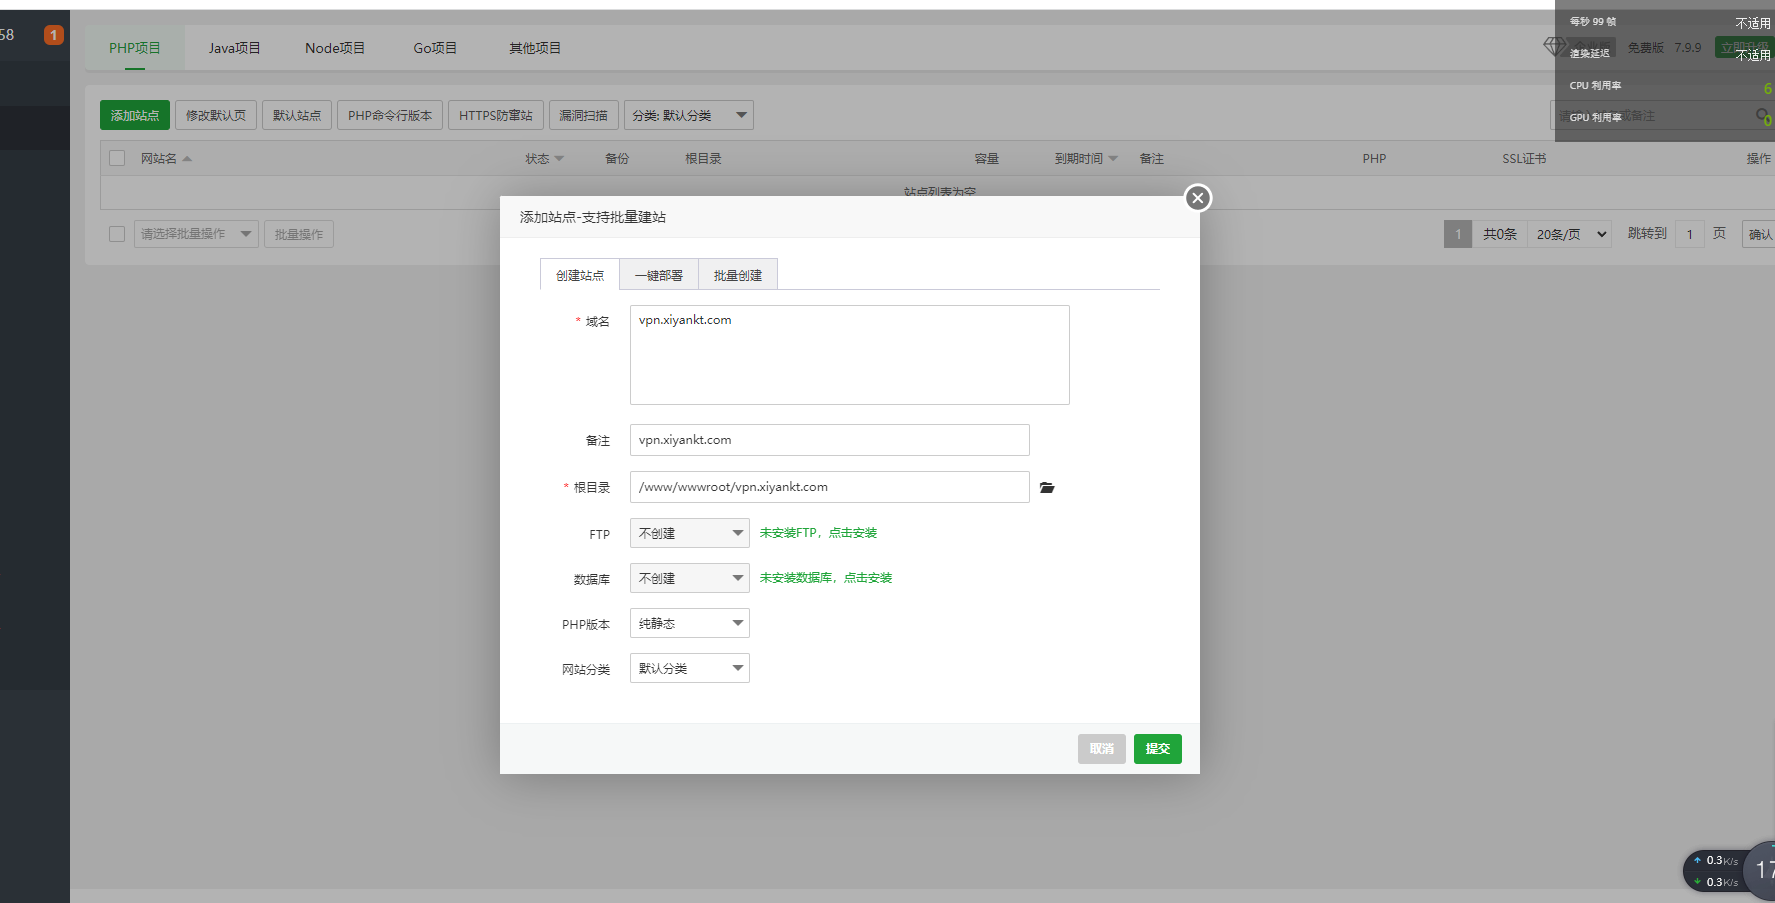 58
1
PHP项目 Java项目 Node项目 Go项目 其他项目
免费版 7.9.9
每秒 99 帧 不适用
渲染延迟 不适用
CPU 利用率 6
GPU 利用率 0
添加站点 修改默认页 默认站点 PHP命令行版本 HTTPS防窜站 漏洞扫描 分类: 默认分类
网站名 状态 备份 根目录 容量 到期时间 备注 PHP SSL证书 操作
站点列表为空
请选择批量操作 批量操作
1 共0条 20条/页 跳转到 1 页 确认
添加站点-支持批量建站
创建站点 一键部署 批量创建
* 域名 vpn.xiyankt.com
备注 vpn.xiyankt.com
* 根目录 /www/wwwroot/vpn.xiyankt.com
FTP 不创建 未安装FTP，点击安装
数据库 不创建 未安装数据库，点击安装
PHP版本 纯静态
网站分类 默认分类
取消 提交
0.3K/s
0.3K/s
17